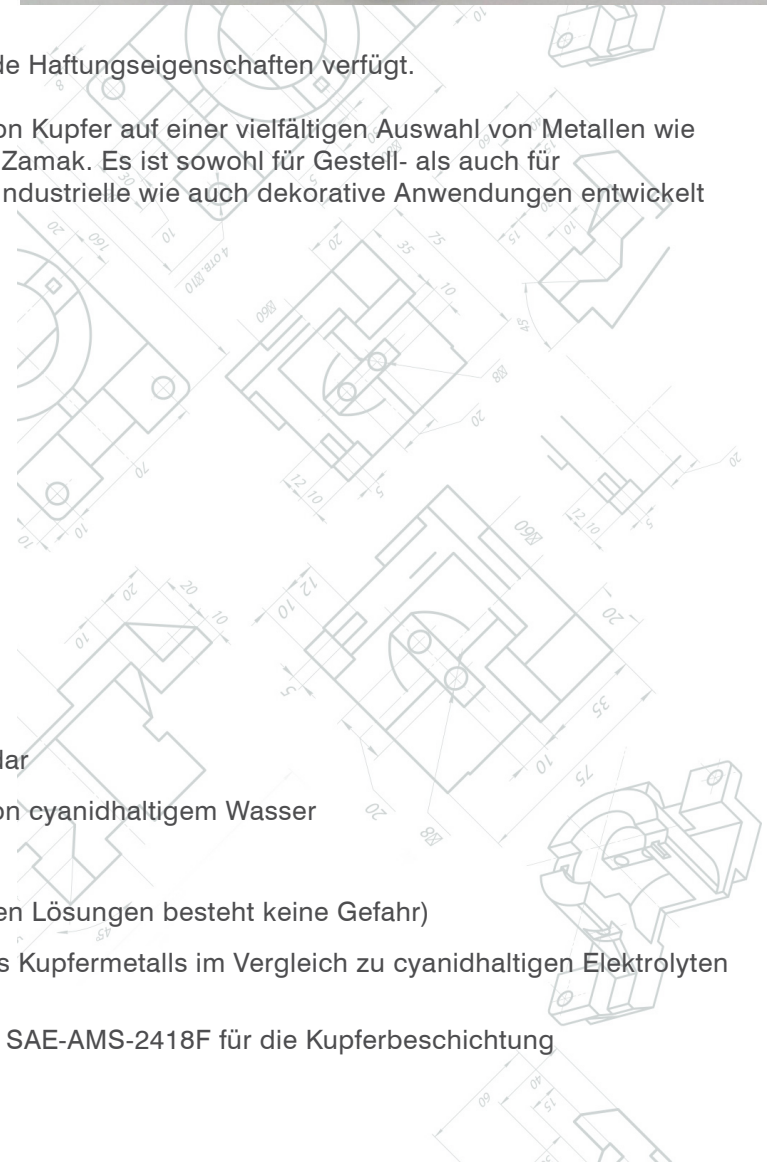 de Haftungseigenschaften verfügt.
on Kupfer auf einer vielfältigen Auswahl von Metallen wie
Zamak. Es ist sowohl für Gestell- als auch für
ndustrielle wie auch dekorative Anwendungen entwickelt
lar
on cyanidhaltigem Wasser
en Lösungen besteht keine Gefahr)
s Kupfermetalls im Vergleich zu cyanidhaltigen Elektrolyten
SAE-AMS-2418F für die Kupferbeschichtung